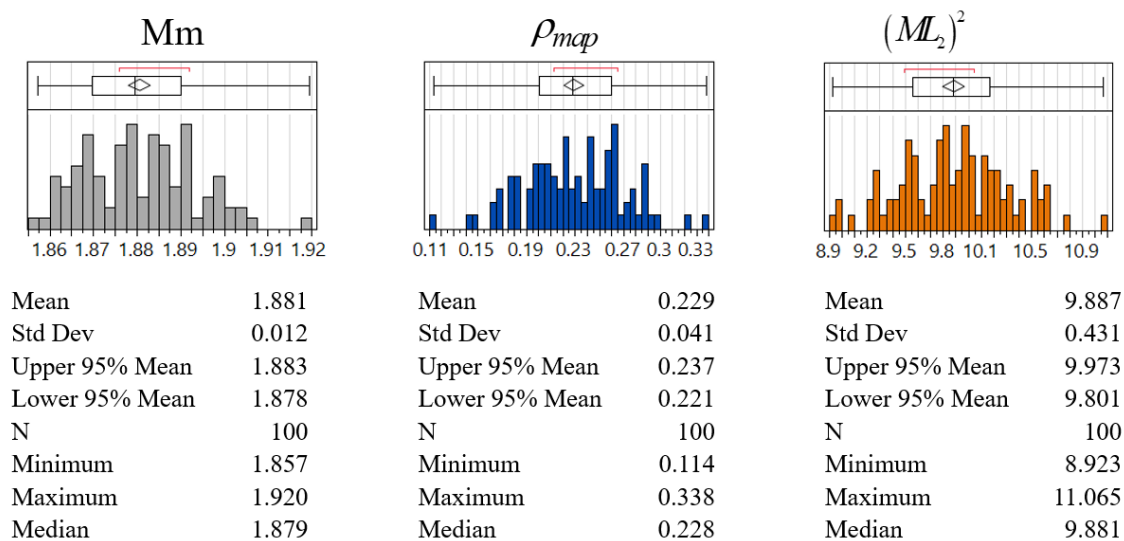 Mm
ρmap
(ML₂)²
1.86 1.87 1.88 1.89 1.9 1.91 1.92
0.11 0.15 0.19 0.23 0.27 0.3 0.34
8.9 9.2 9.5 9.8 10.1 10.5 10.9
Mean 1.881
Std Dev 0.012
Upper 95% Mean 1.883
Lower 95% Mean 1.878
N 100
Minimum 1.857
Maximum 1.920
Median 1.879
Mean 0.229
Std Dev 0.041
Upper 95% Mean 0.237
Lower 95% Mean 0.221
N 100
Minimum 0.114
Maximum 0.338
Median 0.228
Mean 9.887
Std Dev 0.431
Upper 95% Mean 9.973
Lower 95% Mean 9.801
N 100
Minimum 8.923
Maximum 11.065
Median 9.881